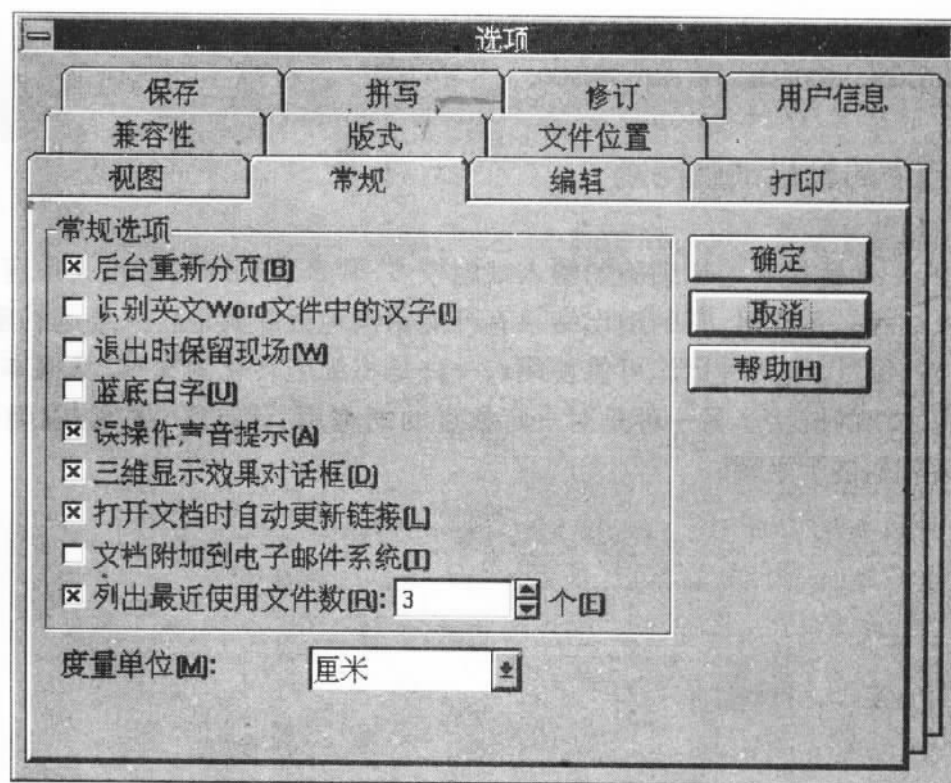 选项
保存 拼写 修订 用户信息
兼容性 版式 文件位置
视图 常规 编辑 打印
常规选项
后台重新分页(B)
识别英文Word文件中的汉字(I)
退出时保留现场(W)
蓝底白字(U)
误操作声音提示(A)
三维显示效果对话框(D)
打开文档时自动更新链接(L)
文档附加到电子邮件系统(T)
列出最近使用文件数(R): 3 个(E)
度量单位(M): 厘米
确定
取消
帮助(H)